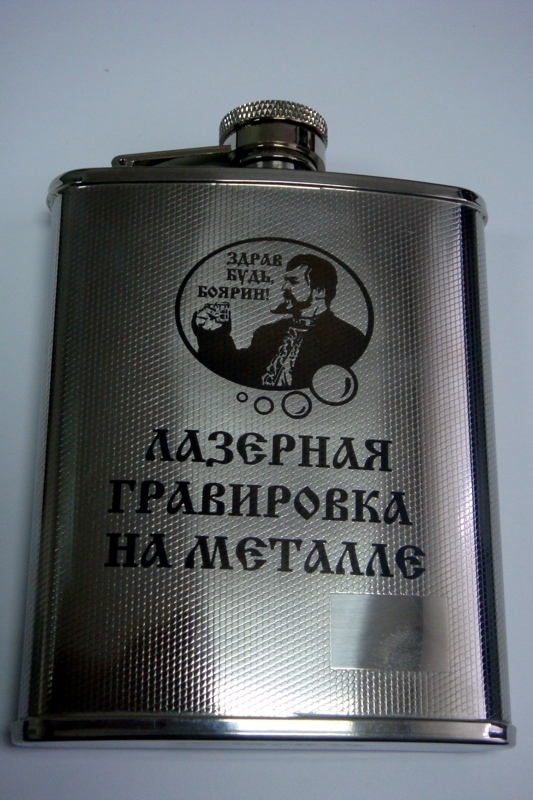 ЗДРАВ
БУДЬ,
БОЯРИН!
ЛАЗЕРНАЯ
ГРАВИРОВКА
НА МЕТАЛЛЕ